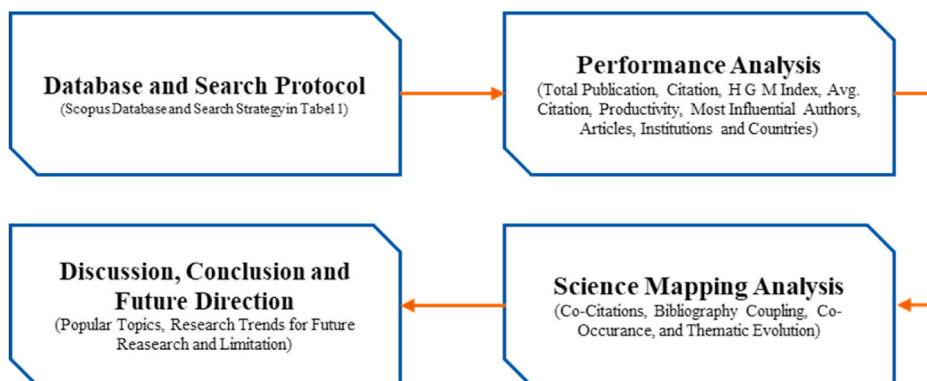 Database and Search Protocol
(Scopus Database and Search Strategy in Tabel 1)
Performance Analysis
(Total Publication, Citation, H G M Index, Avg.
Citation, Productivity, Most Influential Authors,
Articles, Institutions and Countries)
Discussion, Conclusion and
Future Direction
(Popular Topics, Research Trends for Future
Reasearch and Limitation)
Science Mapping Analysis
(Co-Citations, Bibliography Coupling, Co-
Occurance, and Thematic Evolution)